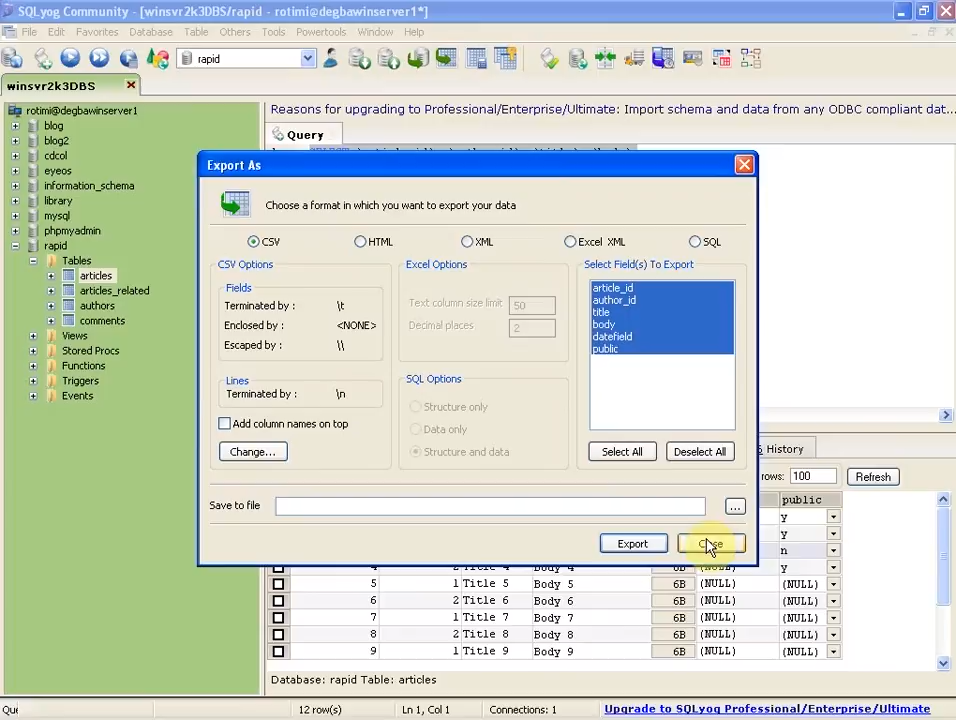 SQLyog Community - [winsvr2k3DBS/rapid - rotimi@degbawinserver1*]
File Edit Favorites Database Table Others Tools Powertools Window Help
rapid
winsvr2k3DBS
rotimi@degbawinserver1
blog
blog2
cdcol
eyeos
information_schema
library
mysql
phpmyadmin
rapid
Tables
articles
articles_related
authors
comments
Views
Stored Procs
Functions
Triggers
Events
Reasons for upgrading to Professional/Enterprise/Ultimate: Import schema and data from any ODBC compliant dat...
Query
Export As
Choose a format in which you want to export your data
CSV HTML XML Excel XML SQL
CSV Options
Fields
Terminated by : \t
Enclosed by : <NONE>
Escaped by : \\
Lines
Terminated by : \n
Add column names on top
Change...
Excel Options
Text column size limit 50
Decimal places 2
SQL Options
Structure only
Data only
Structure and data
Select Field(s) To Export
article_id
author_id
title
body
datefield
public
Select All Deselect All
Save to file ...
Export Close
History
rows: 100 Refresh
public
y
y
n
4 2 Title 4 Body 4 6B (NULL) y
5 1 Title 5 Body 5 6B (NULL) (NULL)
6 2 Title 6 Body 6 6B (NULL) (NULL)
7 1 Title 7 Body 7 6B (NULL) (NULL)
8 2 Title 8 Body 8 6B (NULL) (NULL)
9 1 Title 9 Body 9 6B (NULL) (NULL)
Database: rapid Table: articles
12 row(s) Ln 1, Col 1 Connections: 1 Upgrade to SQLyog Professional/Enterprise/Ultimate